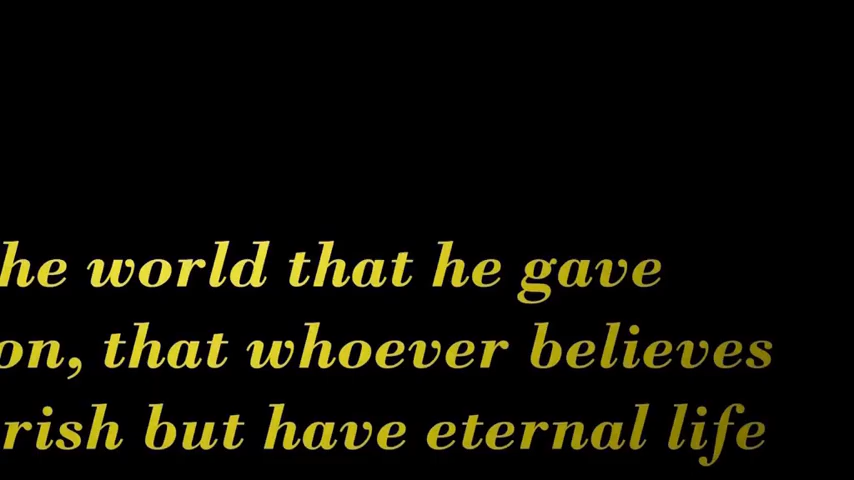 he world that he gave
on, that whoever believes
rish but have eternal life